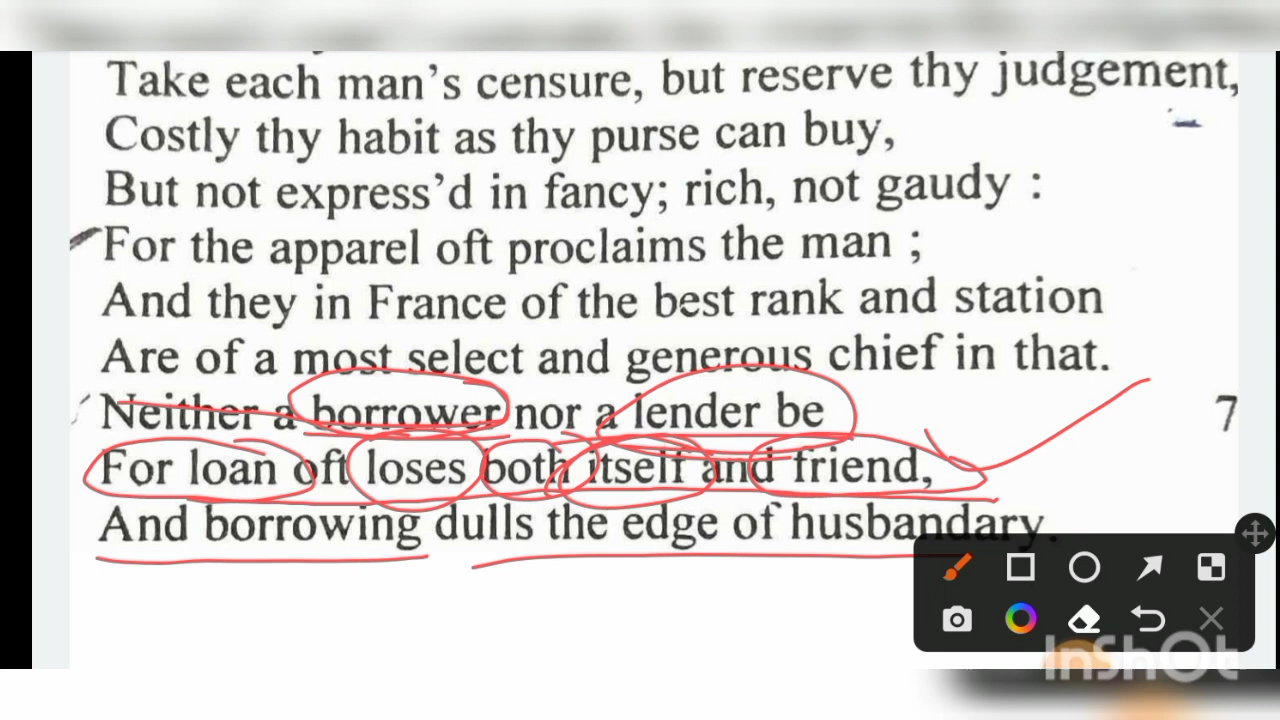 Take each man's censure, but reserve thy judgement,
Costly thy habit as thy purse can buy,
But not express'd in fancy; rich, not gaudy :
For the apparel oft proclaims the man ;
And they in France of the best rank and station
Are of a most select and generous chief in that.
Neither a borrower nor a lender be
7
For loan oft loses both itself and friend,
And borrowing dulls the edge of husbandary.
InShOt